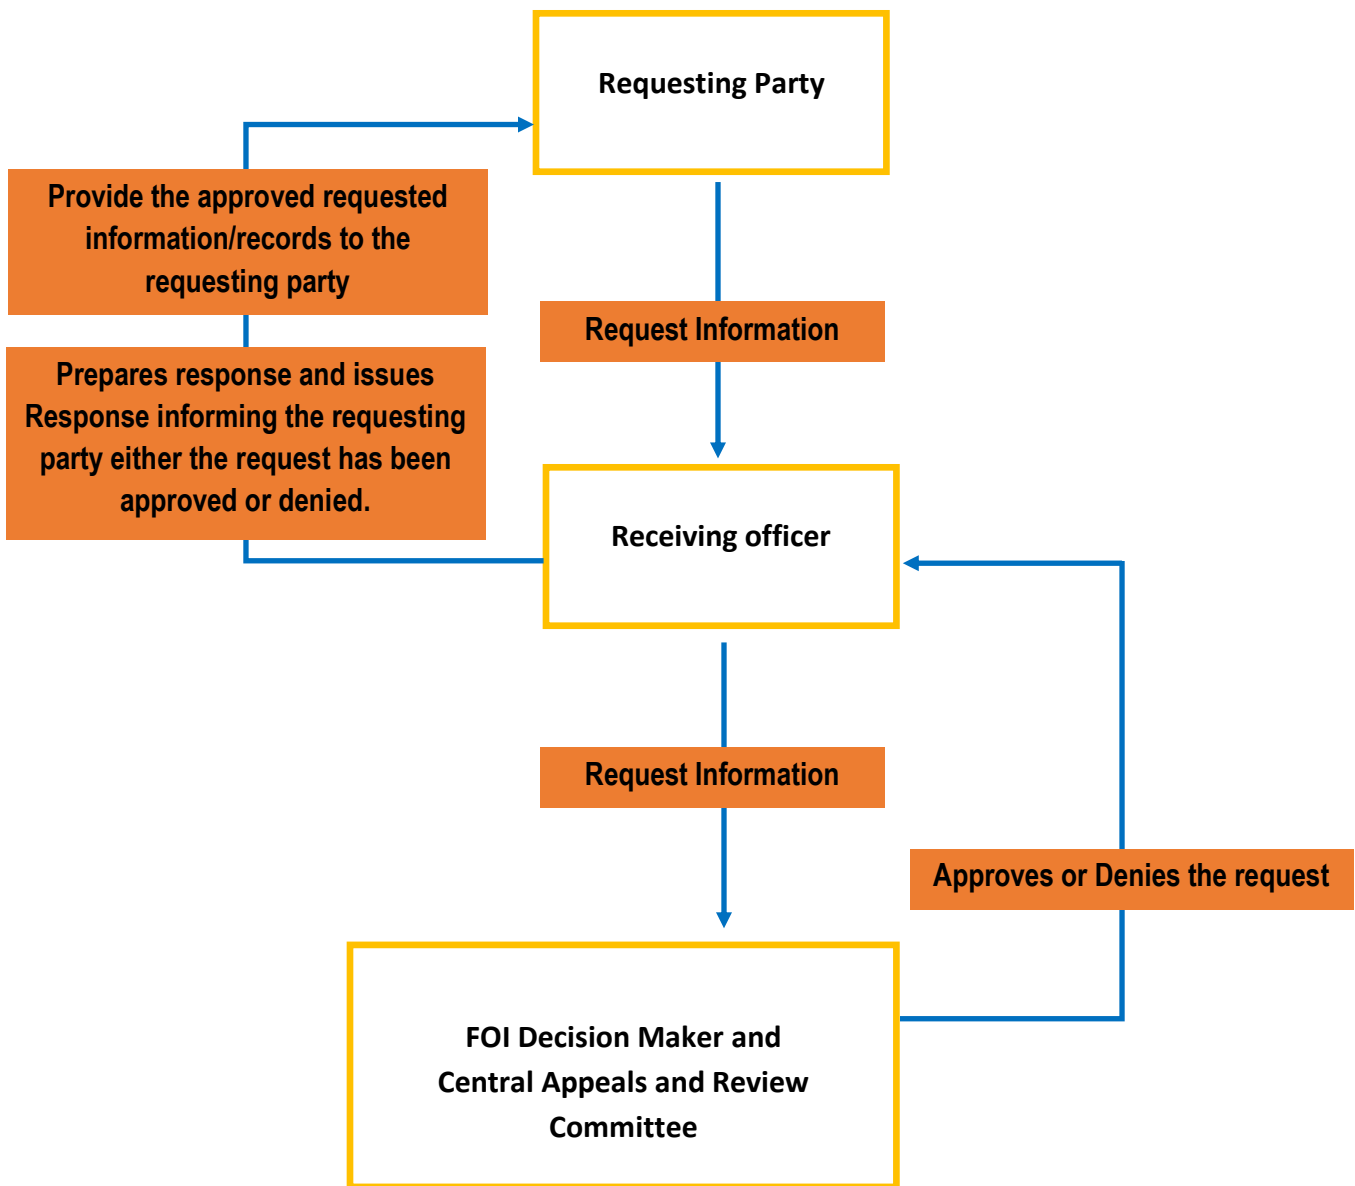 Requesting Party
Provide the approved requested
information/records to the
requesting party
Request Information
Prepares response and issues
Response informing the requesting
party either the request has been
approved or denied.
Receiving officer
Request Information
Approves or Denies the request
FOI Decision Maker and
Central Appeals and Review
Committee